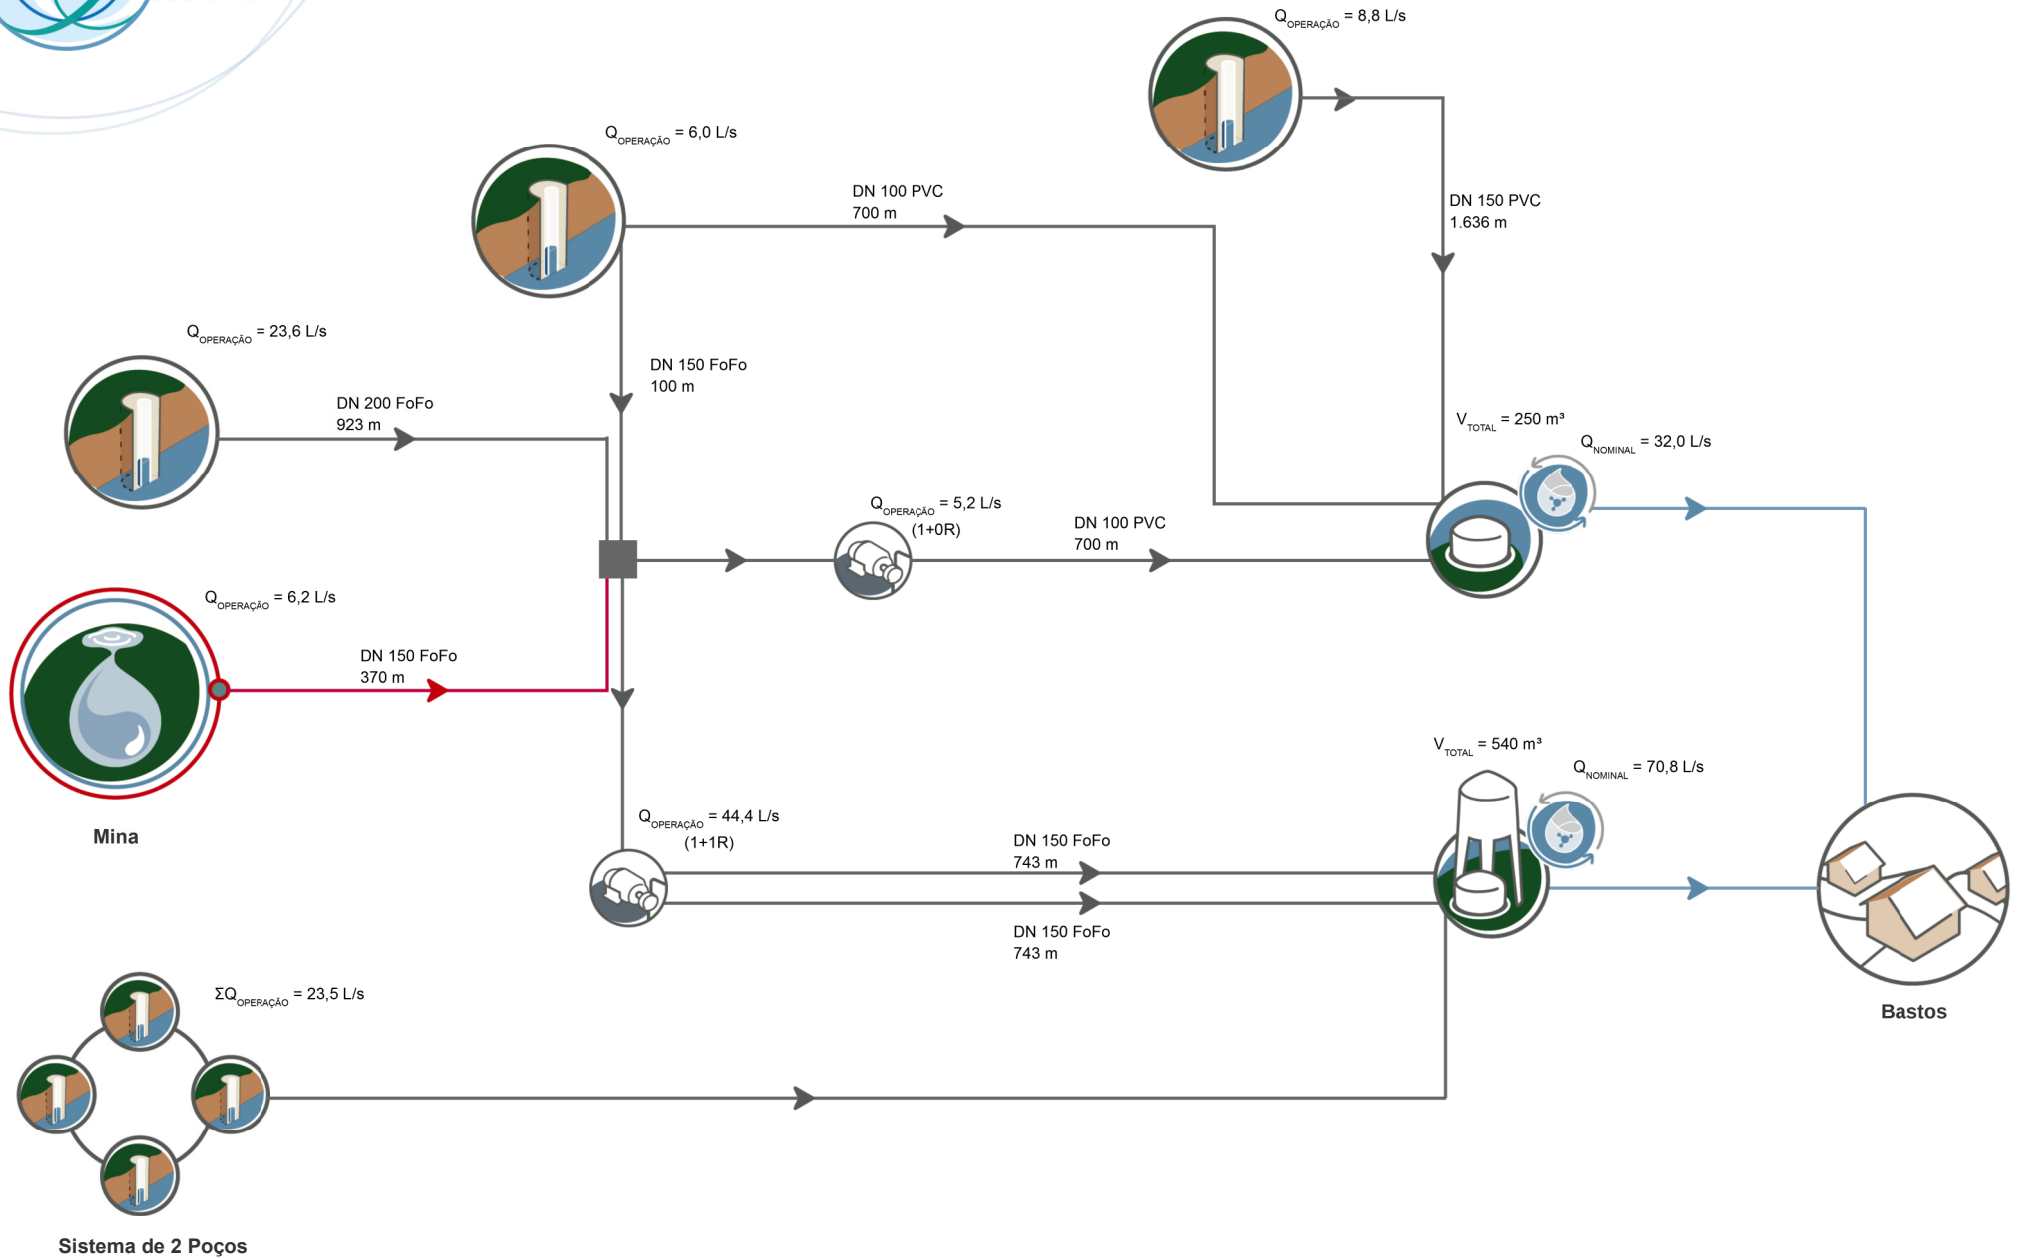 Q OPERAÇÃO = 8,8 L/s
Q OPERAÇÃO = 6,0 L/s
DN 100 PVC
700 m
DN 150 PVC
1.636 m
Q OPERAÇÃO = 23,6 L/s
DN 150 FoFo
100 m
DN 200 FoFo
923 m
V TOTAL = 250 m³
Q NOMINAL = 32,0 L/s
Q OPERAÇÃO = 5,2 L/s
(1+0R)
DN 100 PVC
700 m
Q OPERAÇÃO = 6,2 L/s
DN 150 FoFo
370 m
Mina
V TOTAL = 540 m³
Q NOMINAL = 70,8 L/s
Q OPERAÇÃO = 44,4 L/s
(1+1R)
DN 150 FoFo
743 m
DN 150 FoFo
743 m
Bastos
ΣQ OPERAÇÃO = 23,5 L/s
Sistema de 2 Poços